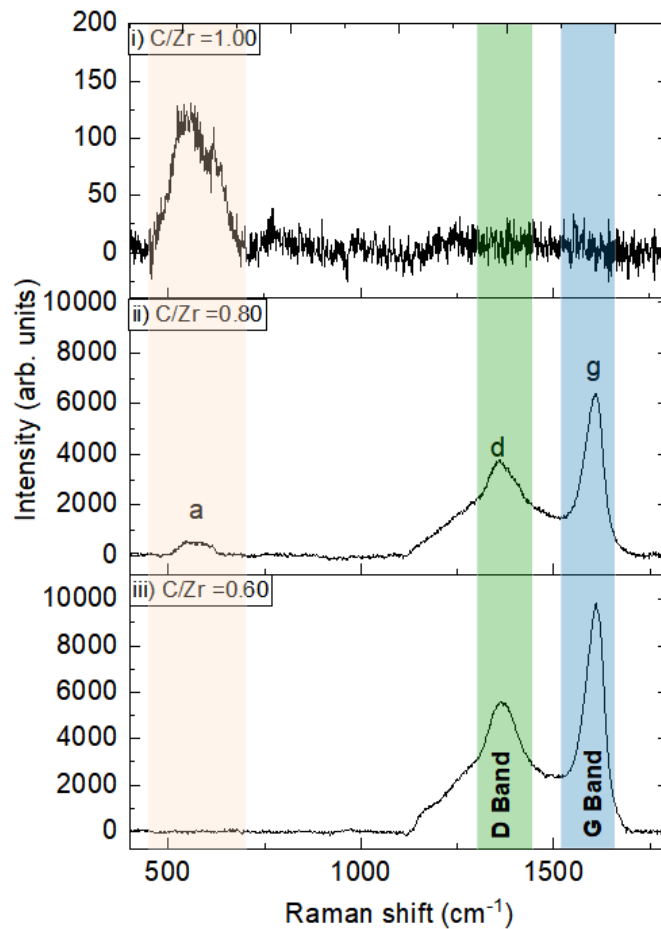 200
i) C/Zr =1.00
150
100
50
0
10000
ii) C/Zr =0.80
8000
g
6000
d
4000
a
2000
0
iii) C/Zr =0.60
10000
8000
6000
4000
2000
0
D Band
G Band
500
1000
1500
Intensity (arb. units)
Raman shift (cm⁻¹)